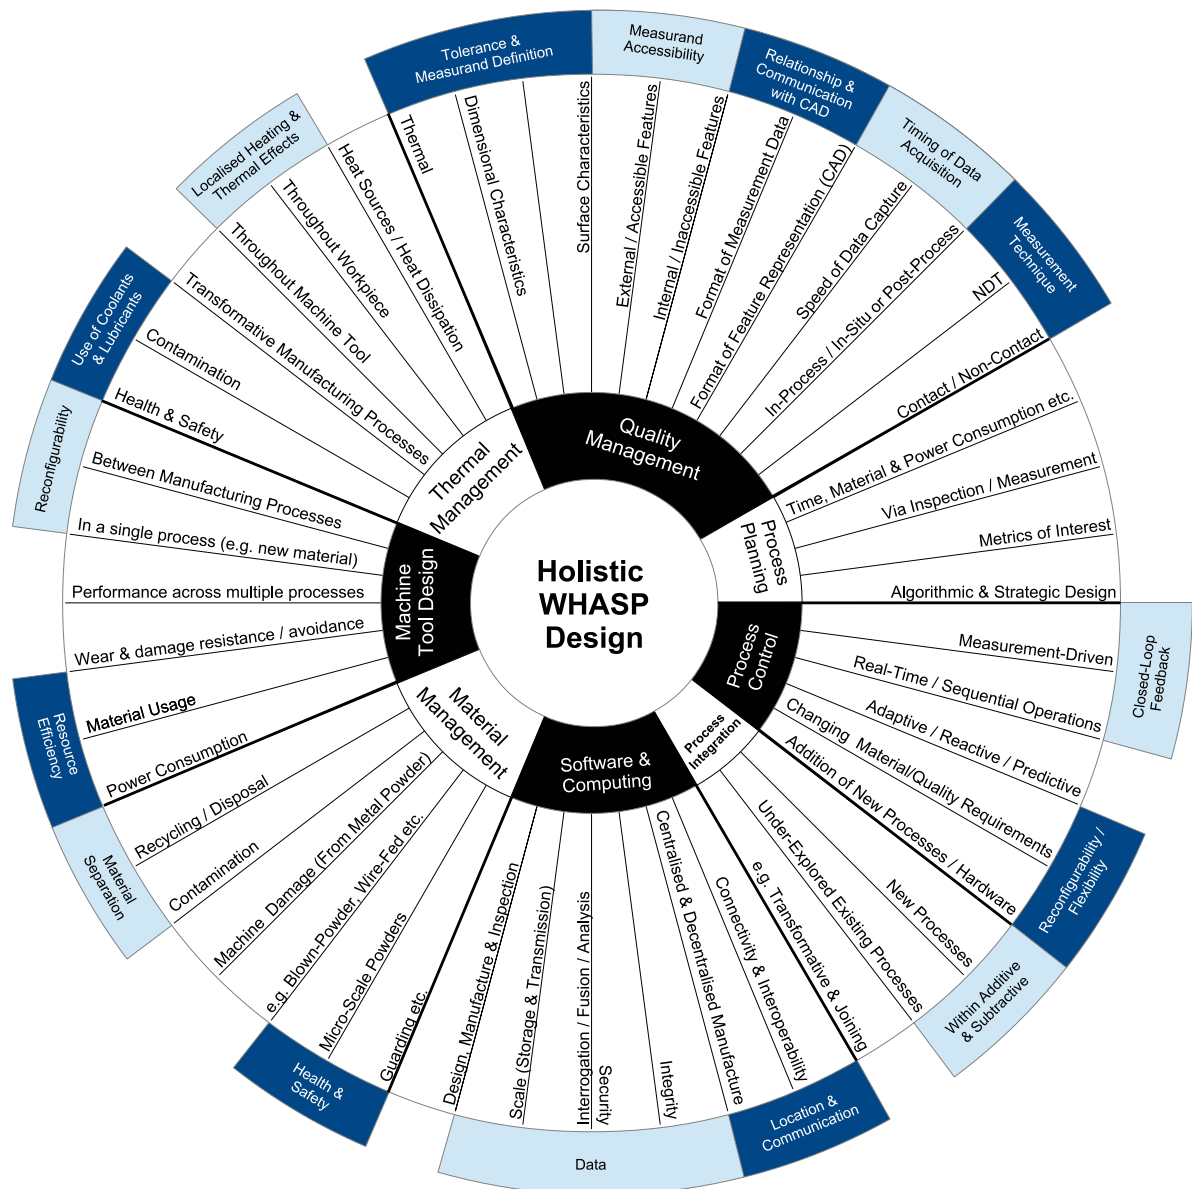 Holistic
WHASP
Design
Quality
Management
Tolerance &
Measurand Definition
Thermal
Dimensional Characteristics
Surface Characteristics
Measurand
Accessibility
External / Accessible Features
Internal / Inaccessible Features
Relationship &
Communication
with CAD
Format of Measurement Data
Format of Feature Representation (CAD)
Timing of Data
Acquisition
Speed of Data Capture
In-Process / In-Situ or Post-Process
Measurement
Technique
NDT
Contact / Non-Contact
Process
Planning
Time, Material & Power Consumption etc.
Via Inspection / Measurement
Metrics of Interest
Algorithmic & Strategic Design
Process
Control
Closed-Loop
Feedback
Measurement-Driven
Real-Time / Sequential Operations
Adaptive / Reactive / Predictive
Reconfigurability /
Flexibility
Changing Material/Quality Requirements
Addition of New Processes / Hardware
Process
Integration
Within Additive
& Subtractive
New Processes
Under-Explored Existing Processes
e.g. Transformative & Joining
Software &
Computing
Location &
Communication
Connectivity & Interoperability
Centralised & Decentralised Manufacture
Data
Integrity
Security
Interrogation / Fusion / Analysis
Scale (Storage & Transmission)
Design, Manufacture & Inspection
Material
Management
Health &
Safety
Guarding etc.
Micro-Scale Powders
e.g. Blown-Powder, Wire-Fed etc.
Machine Damage (From Metal Powder)
Material
Separation
Contamination
Recycling / Disposal
Machine
Tool Design
Resource
Efficiency
Power Consumption
Material Usage
Wear & damage resistance / avoidance
Performance across multiple processes
Reconfigurability
In a single process (e.g. new material)
Between Manufacturing Processes
Thermal
Management
Use of Coolants
& Lubricants
Health & Safety
Contamination
Transformative Manufacturing Processes
Localised Heating &
Thermal Effects
Throughout Machine Tool
Throughout Workpiece
Heat Sources / Heat Dissipation